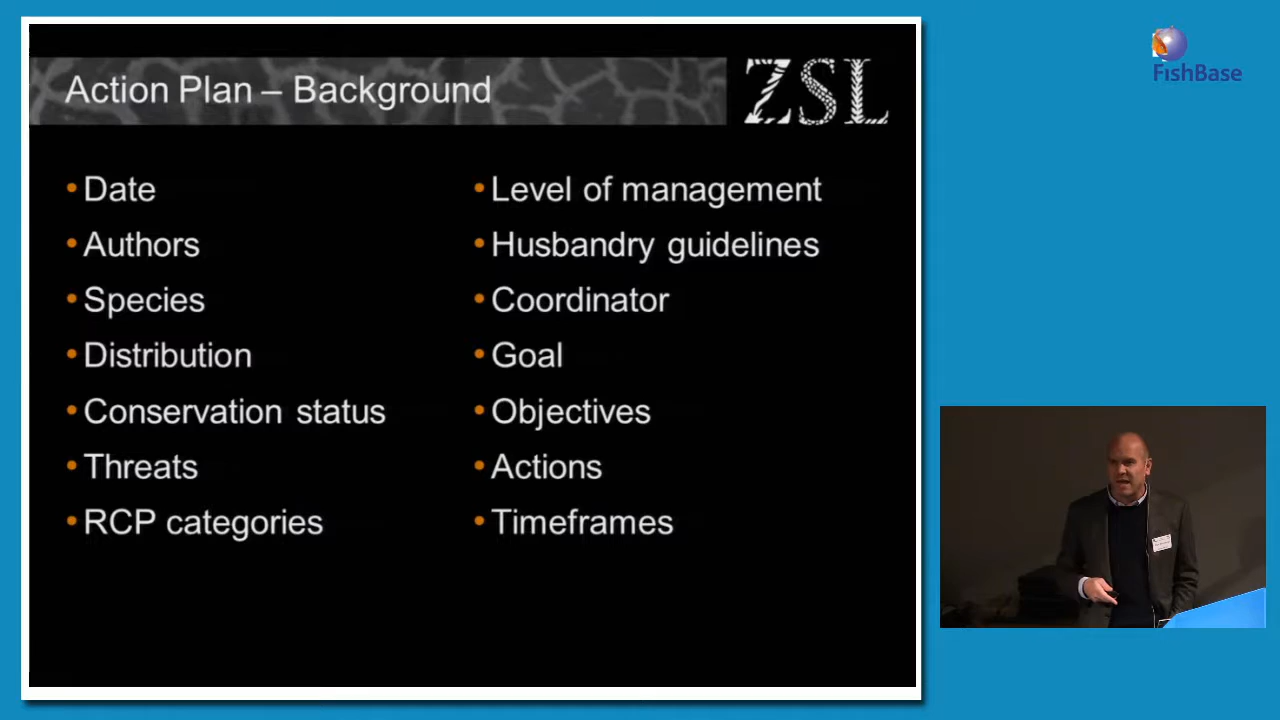 FishBase
Action Plan – Background
ZSL
• Date
• Authors
• Species
• Distribution
• Conservation status
• Threats
• RCP categories
• Level of management
• Husbandry guidelines
• Coordinator
• Goal
• Objectives
• Actions
• Timeframes